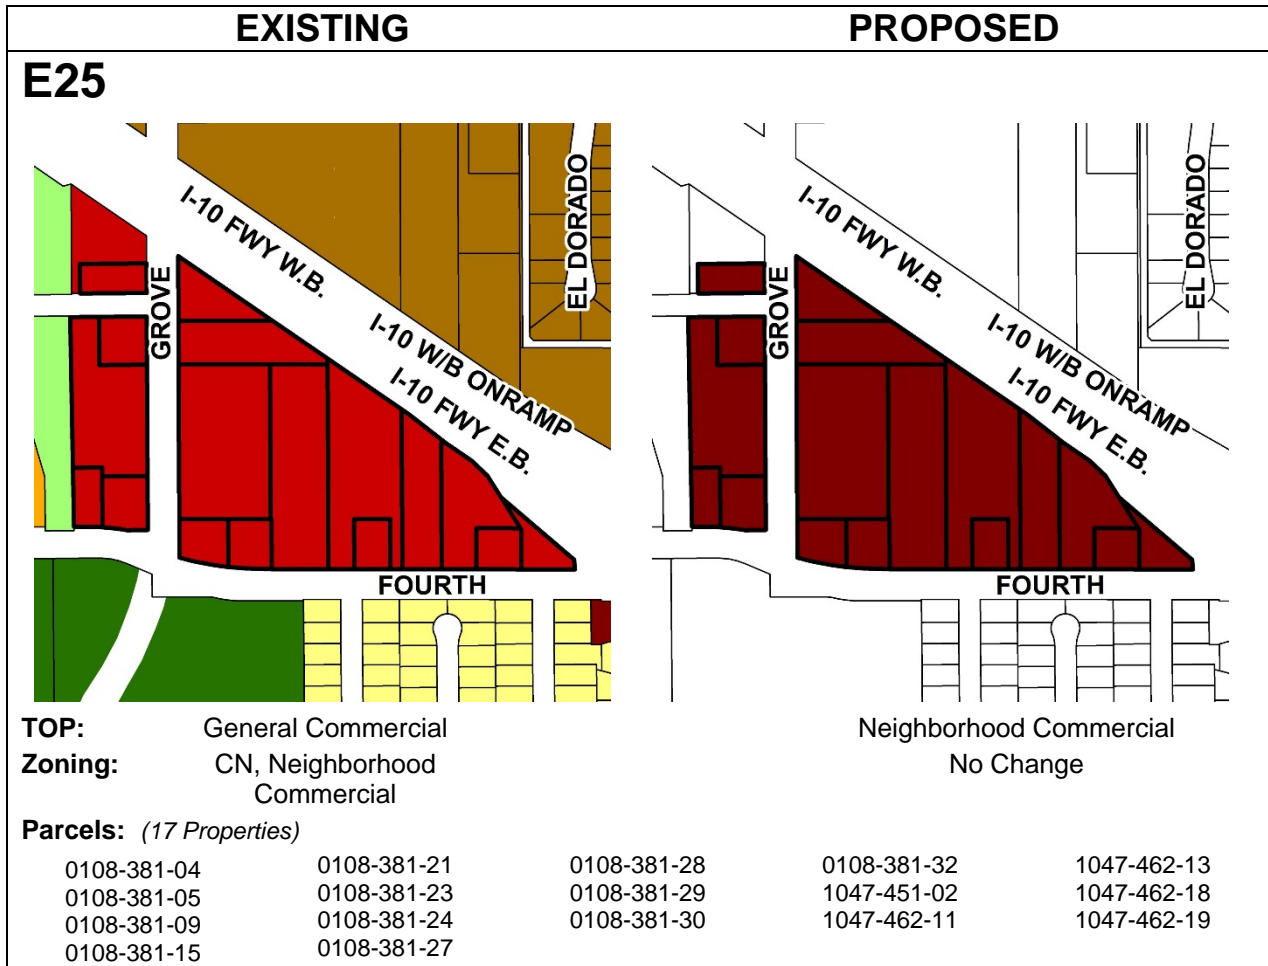 EXISTING PROPOSED
E25
I-10 FWY W.B.
EL DORADO
GROVE
I-10 W/B ONRAMP
I-10 FWY E.B.
FOURTH
I-10 FWY W.B.
EL DORADO
GROVE
I-10 W/B ONRAMP
I-10 FWY E.B.
FOURTH
TOP: General Commercial Neighborhood Commercial
Zoning: CN, Neighborhood No Change
Commercial
Parcels: (17 Properties)
0108-381-04 0108-381-21 0108-381-28 0108-381-32 1047-462-13
0108-381-05 0108-381-23 0108-381-29 1047-451-02 1047-462-18
0108-381-09 0108-381-24 0108-381-30 1047-462-11 1047-462-19
0108-381-15 0108-381-27